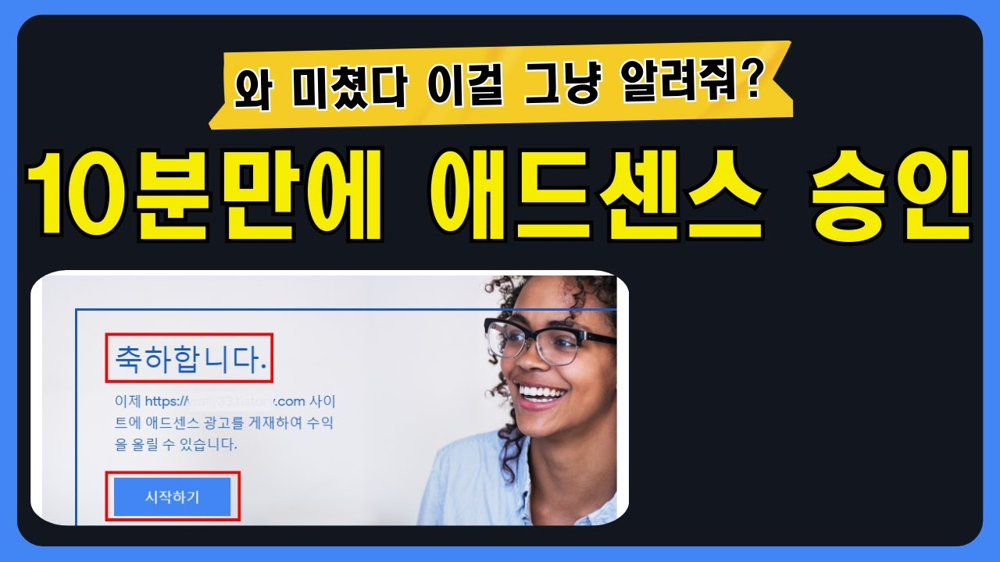 와 미쳤다 이걸 그냥 알려줘?
10분만에 애드센스 승인
축하합니다.
이제 https:// .com 사이
트에 애드센스 광고를 게재하여 수익
을 올릴 수 있습니다.
시작하기